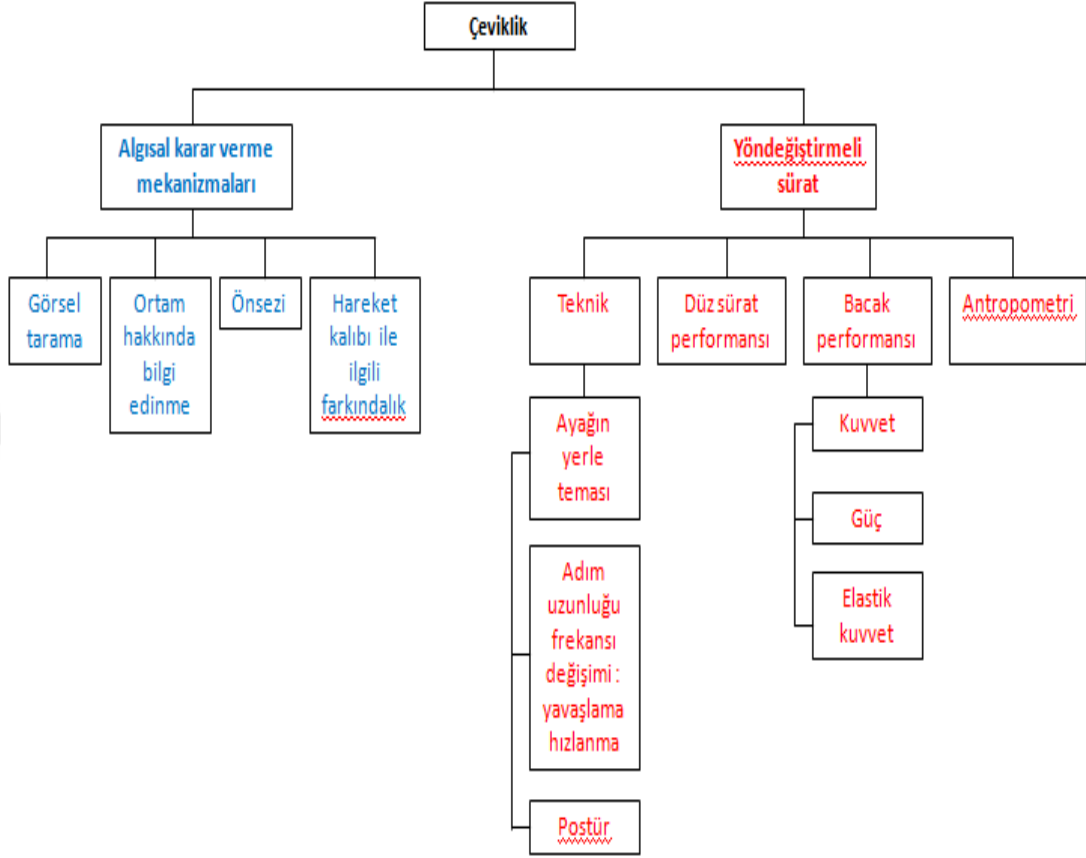 Çeviklik
Algısal karar verme
mekanizmaları
Yöndeğiştirmeli
sürat
Görsel
tarama
Ortam
hakkında
bilgi
edinme
Önsezi
Hareket
kalıbı ile
ilgili
farkındalık
Teknik
Düz sürat
performansı
Bacak
performansı
Antropometri
Ayağın
yerle
teması
Adım
uzunluğu
frekansı
değişimi :
yavaşlama
hızlanma
Postür
Kuvvet
Güç
Elastik
kuvvet